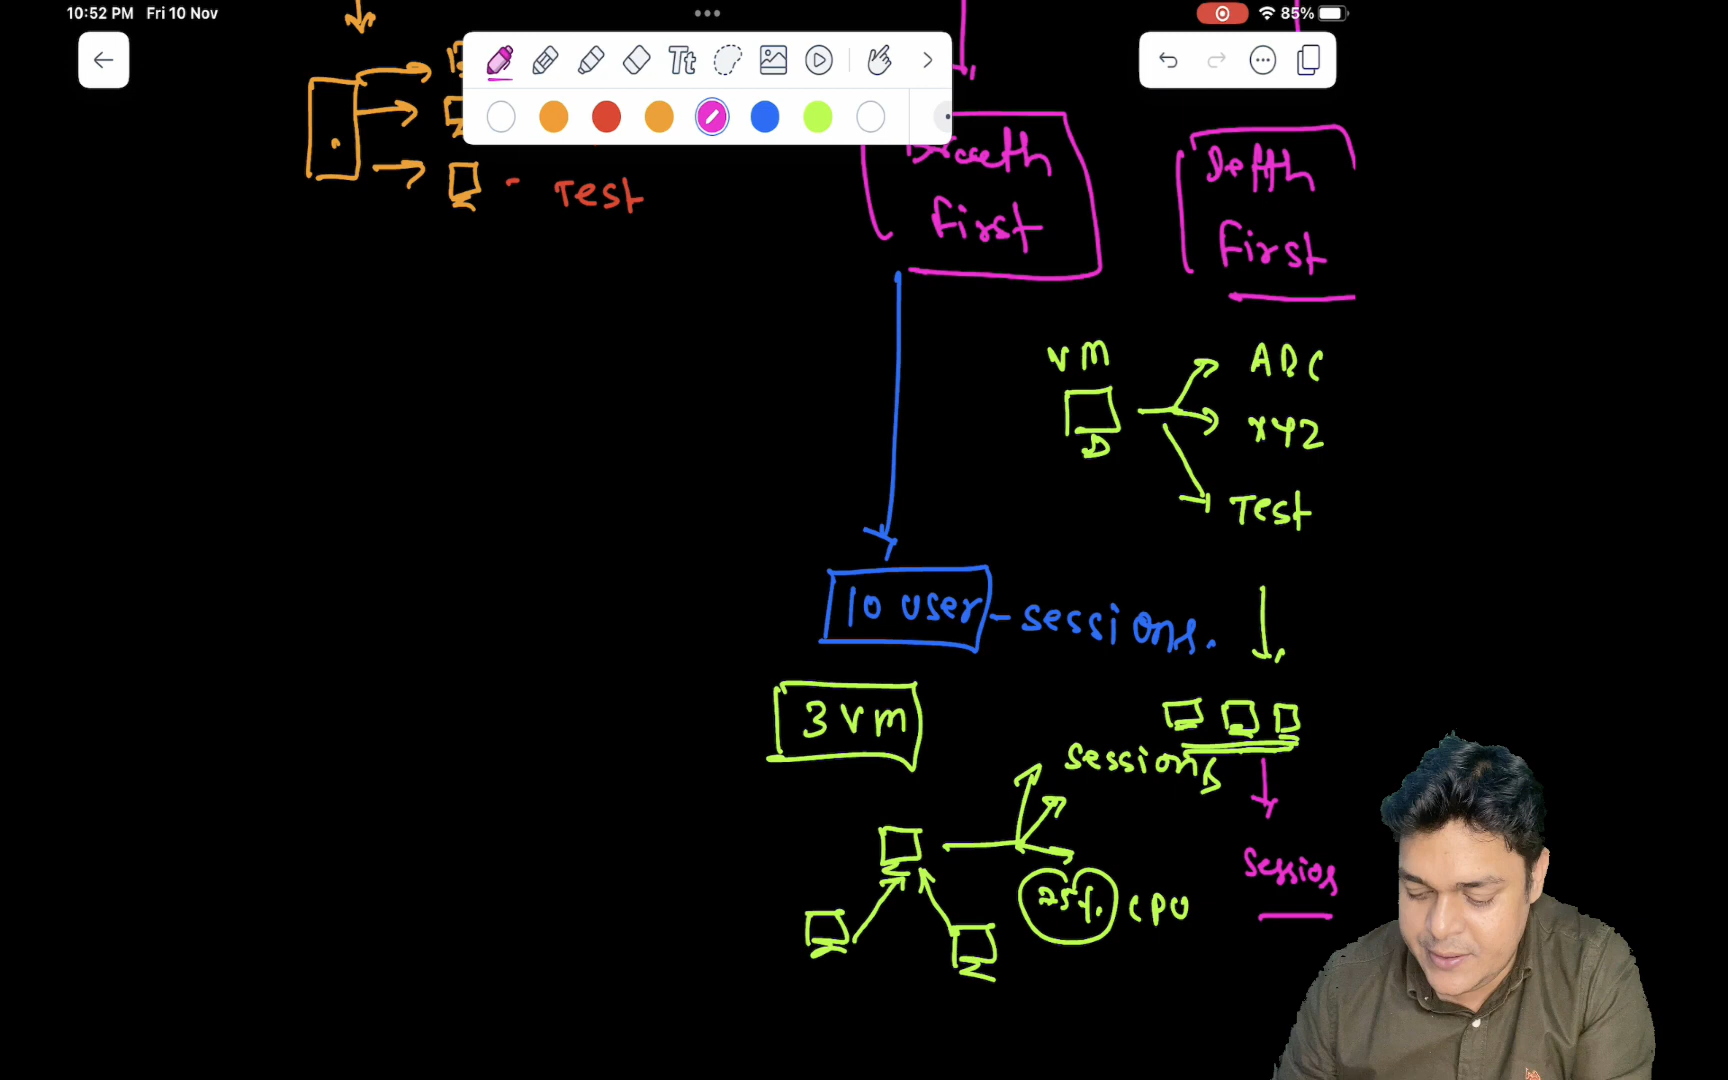 10:52 PM Fri 10 Nov
85%
Tt
Test
First
Depth
First
VM
ABC
XYZ
Test
10 user - sessions.
3 VM
sessions
25%. CPU
session